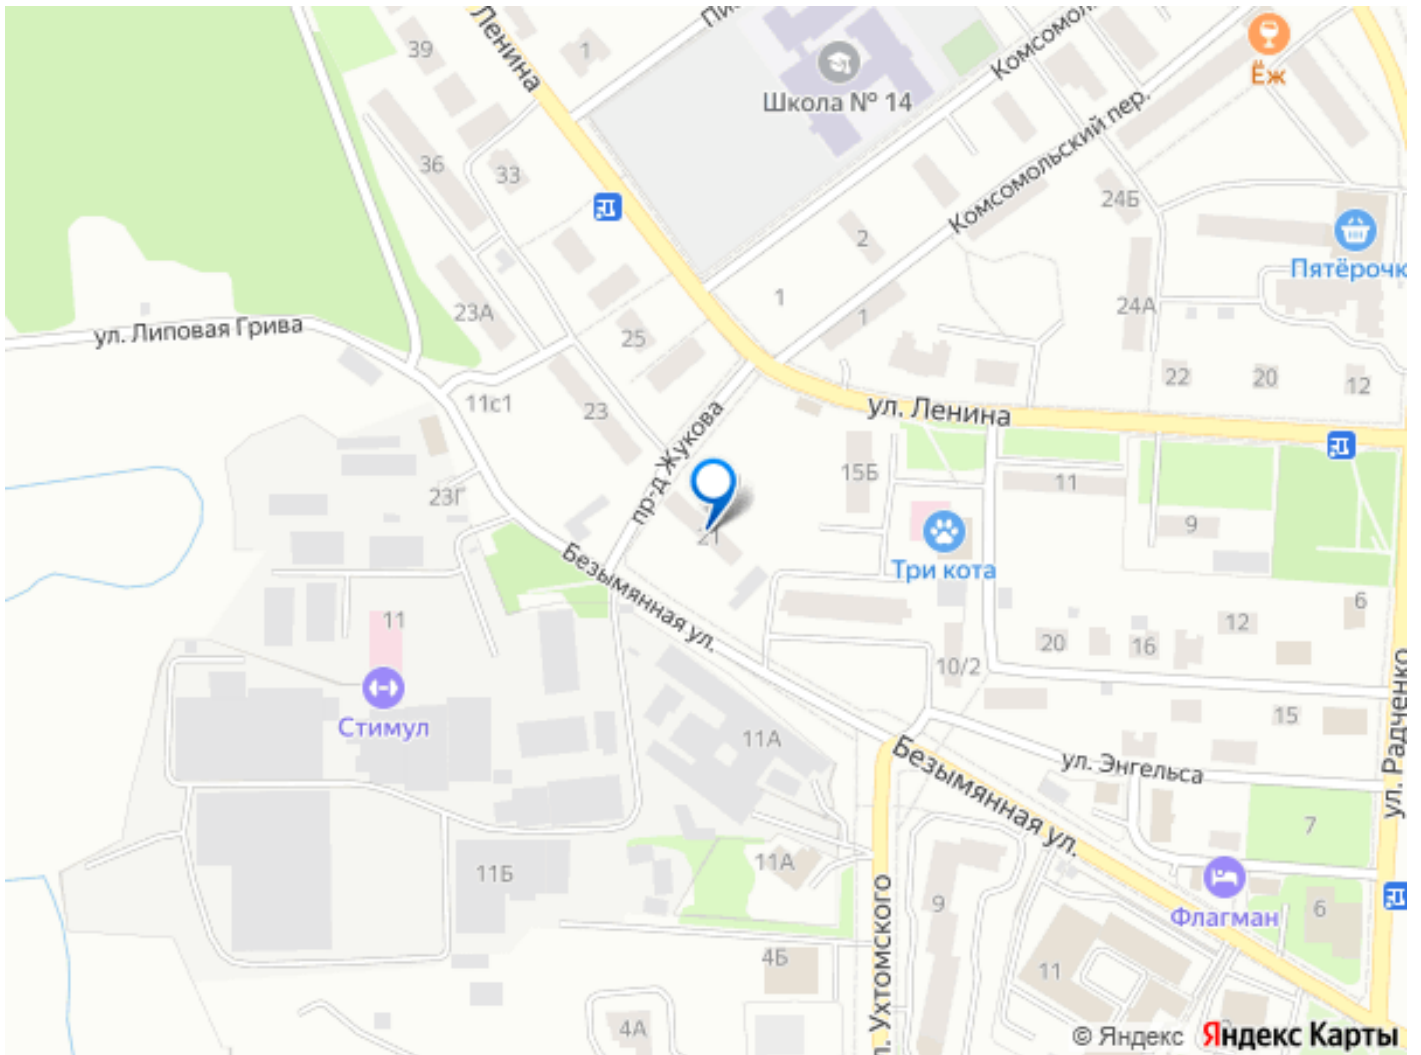 Ленина
Комсомол
Ёж
39
1
Школа № 14
Комсомольский пер.
36
33
24Б
2
Пятёрочк
23А
25
1
1
24А
ул. Липовая Грива
22
20
12
11с1
23
пр-д Жукова
ул. Ленина
15Б
11
23Г
9
21
Три кота
Безымянная ул.
11
6
12
20
16
10/2
Стимул
11А
15
ул. Радченко
Безымянная ул.
ул. Энгельса
7
11Б
11А
9
Флагман
6
4Б
11
4А
л. Ухтомского
© Яндекс Яндекс Карты